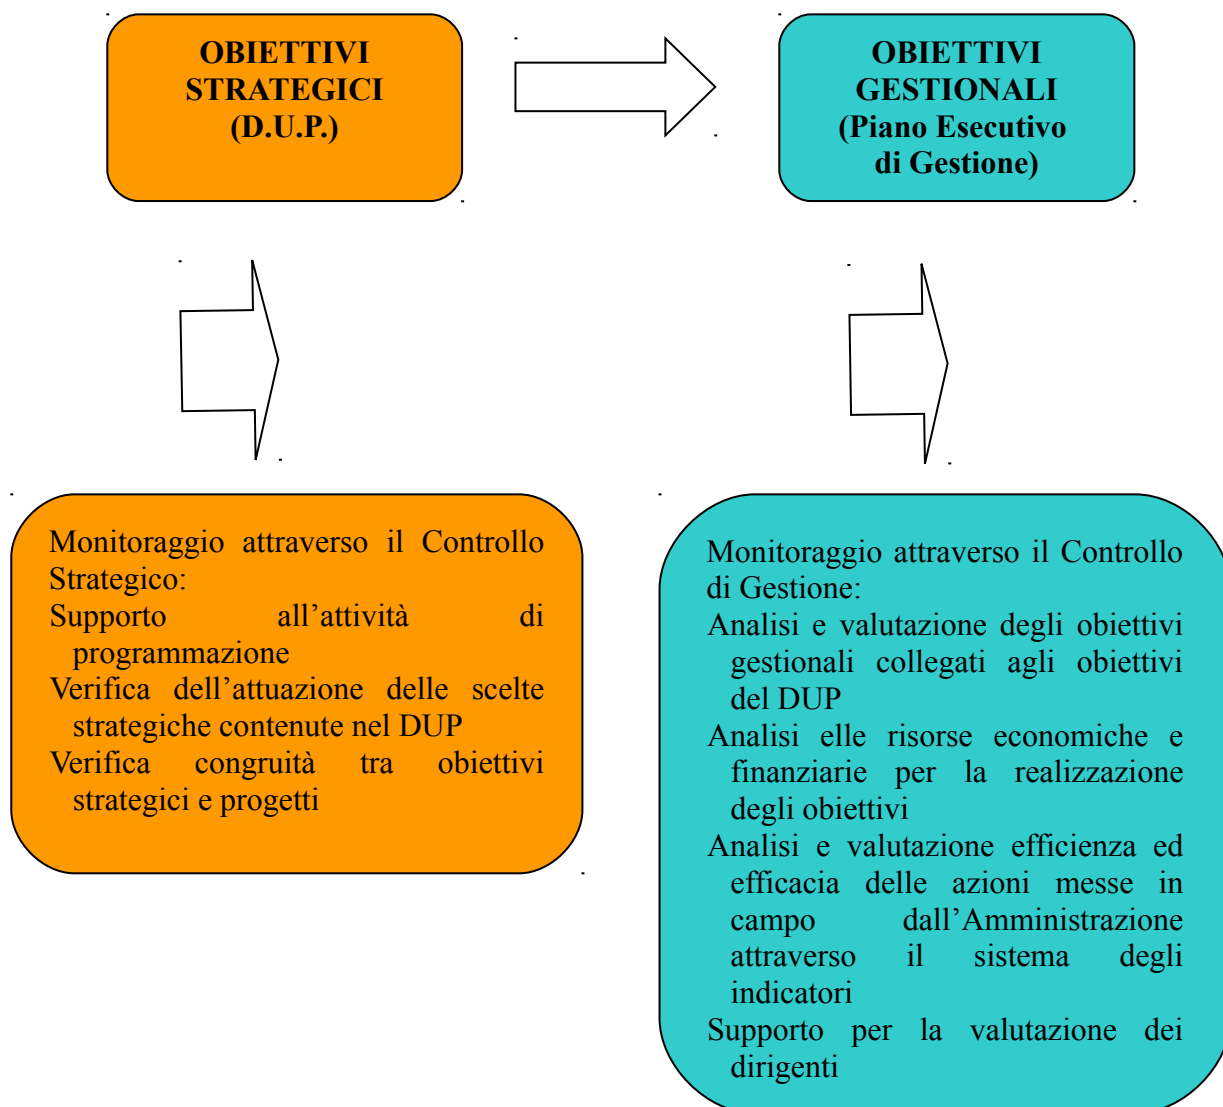 OBIETTIVI
STRATEGICI
(D.U.P.)
OBIETTIVI
GESTIONALI
(Piano Esecutivo
di Gestione)
Monitoraggio attraverso il Controllo
Strategico:
Supporto all’attività di
programmazione
Verifica dell’attuazione delle scelte
strategiche contenute nel DUP
Verifica congruità tra obiettivi
strategici e progetti
Monitoraggio attraverso il Controllo
di Gestione:
Analisi e valutazione degli obiettivi
gestionali collegati agli obiettivi
del DUP
Analisi elle risorse economiche e
finanziarie per la realizzazione
degli obiettivi
Analisi e valutazione efficienza ed
efficacia delle azioni messe in
campo dall’Amministrazione
attraverso il sistema degli
indicatori
Supporto per la valutazione dei
dirigenti